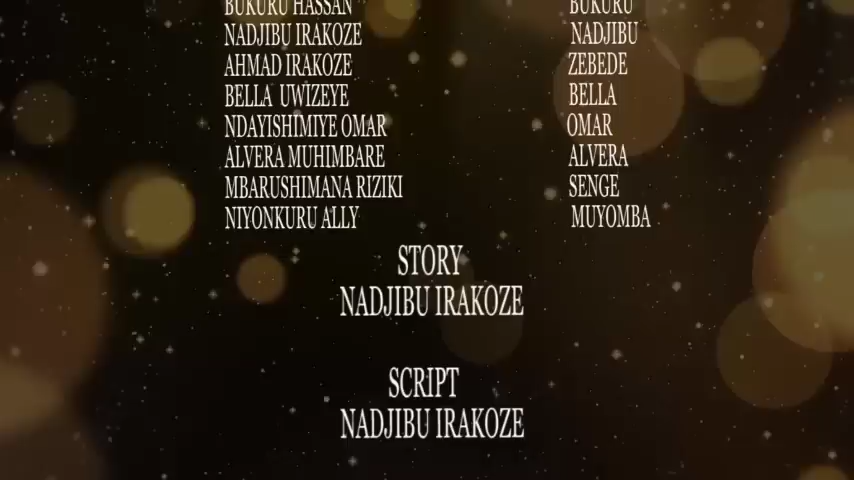 BUKURU HASSAN BUKURU
NADJIBU IRAKOZE NADJIBU
AHMAD IRAKOZE ZEBEDE
BELLA UWIZEYE BELLA
NDAYISHIMIYE OMAR OMAR
ALVERA MUHIMBARE ALVERA
MBARUSHIMANA RIZIKI SENGE
NIYONKURU ALLY MUYOMBA
STORY
NADJIBU IRAKOZE
SCRIPT
NADJIBU IRAKOZE